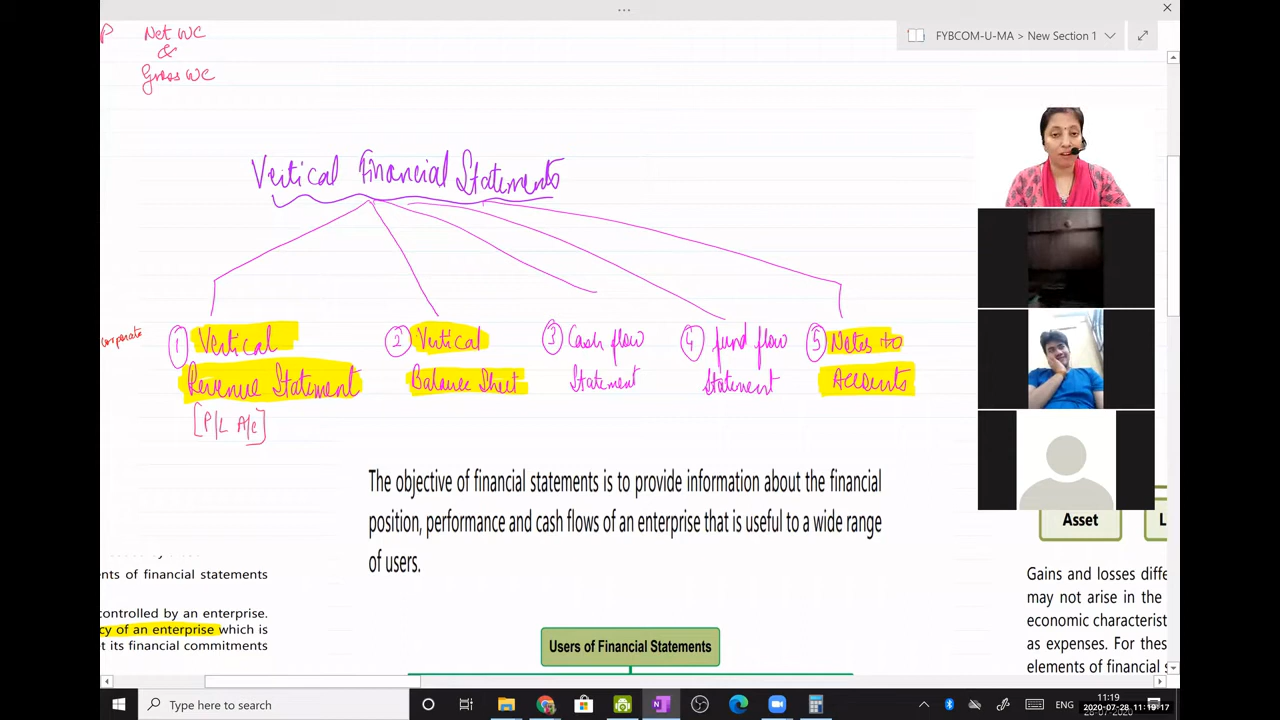 FYBCOM-U-MA > New Section 1
P Net WC
&
Gross WC
Vertical Financial Statements
corporate
① Vertical
Revenue Statement
[P/L A/c]
② Vertical
Balance Sheet
③ Cash flow
Statement
④ fund flow
Statement
⑤ Notes to
Accounts
The objective of financial statements is to provide information about the financial
position, performance and cash flows of an enterprise that is useful to a wide range
of users.
Users of Financial Statements
nts of financial statements
controlled by an enterprise.
cy of an enterprise which is
t its financial commitments
Asset L
Gains and losses diffe
may not arise in the
economic characterist
as expenses. For thes
elements of financial s
Type here to search
ENG
11:19
2020-07-28 11:19:17